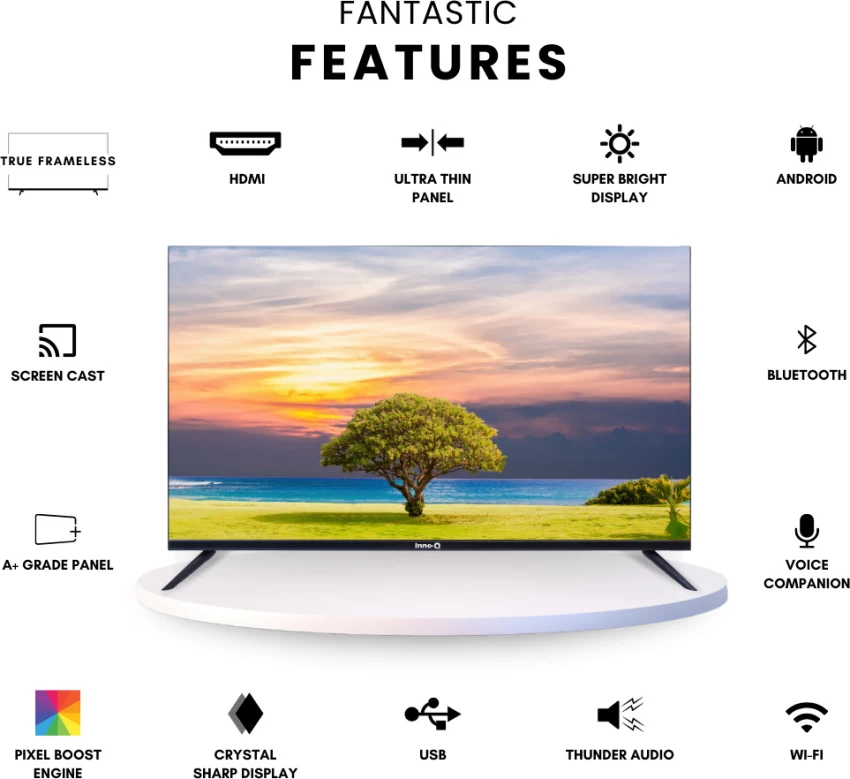 FANTASTIC
FEATURES
TRUE FRAMELESS
HDMI
ULTRA THIN
PANEL
SUPER BRIGHT
DISPLAY
ANDROID
SCREEN CAST
BLUETOOTH
inno-Q
A+ GRADE PANEL
VOICE
COMPANION
PIXEL BOOST
ENGINE
CRYSTAL
SHARP DISPLAY
USB
THUNDER AUDIO
WI-FI